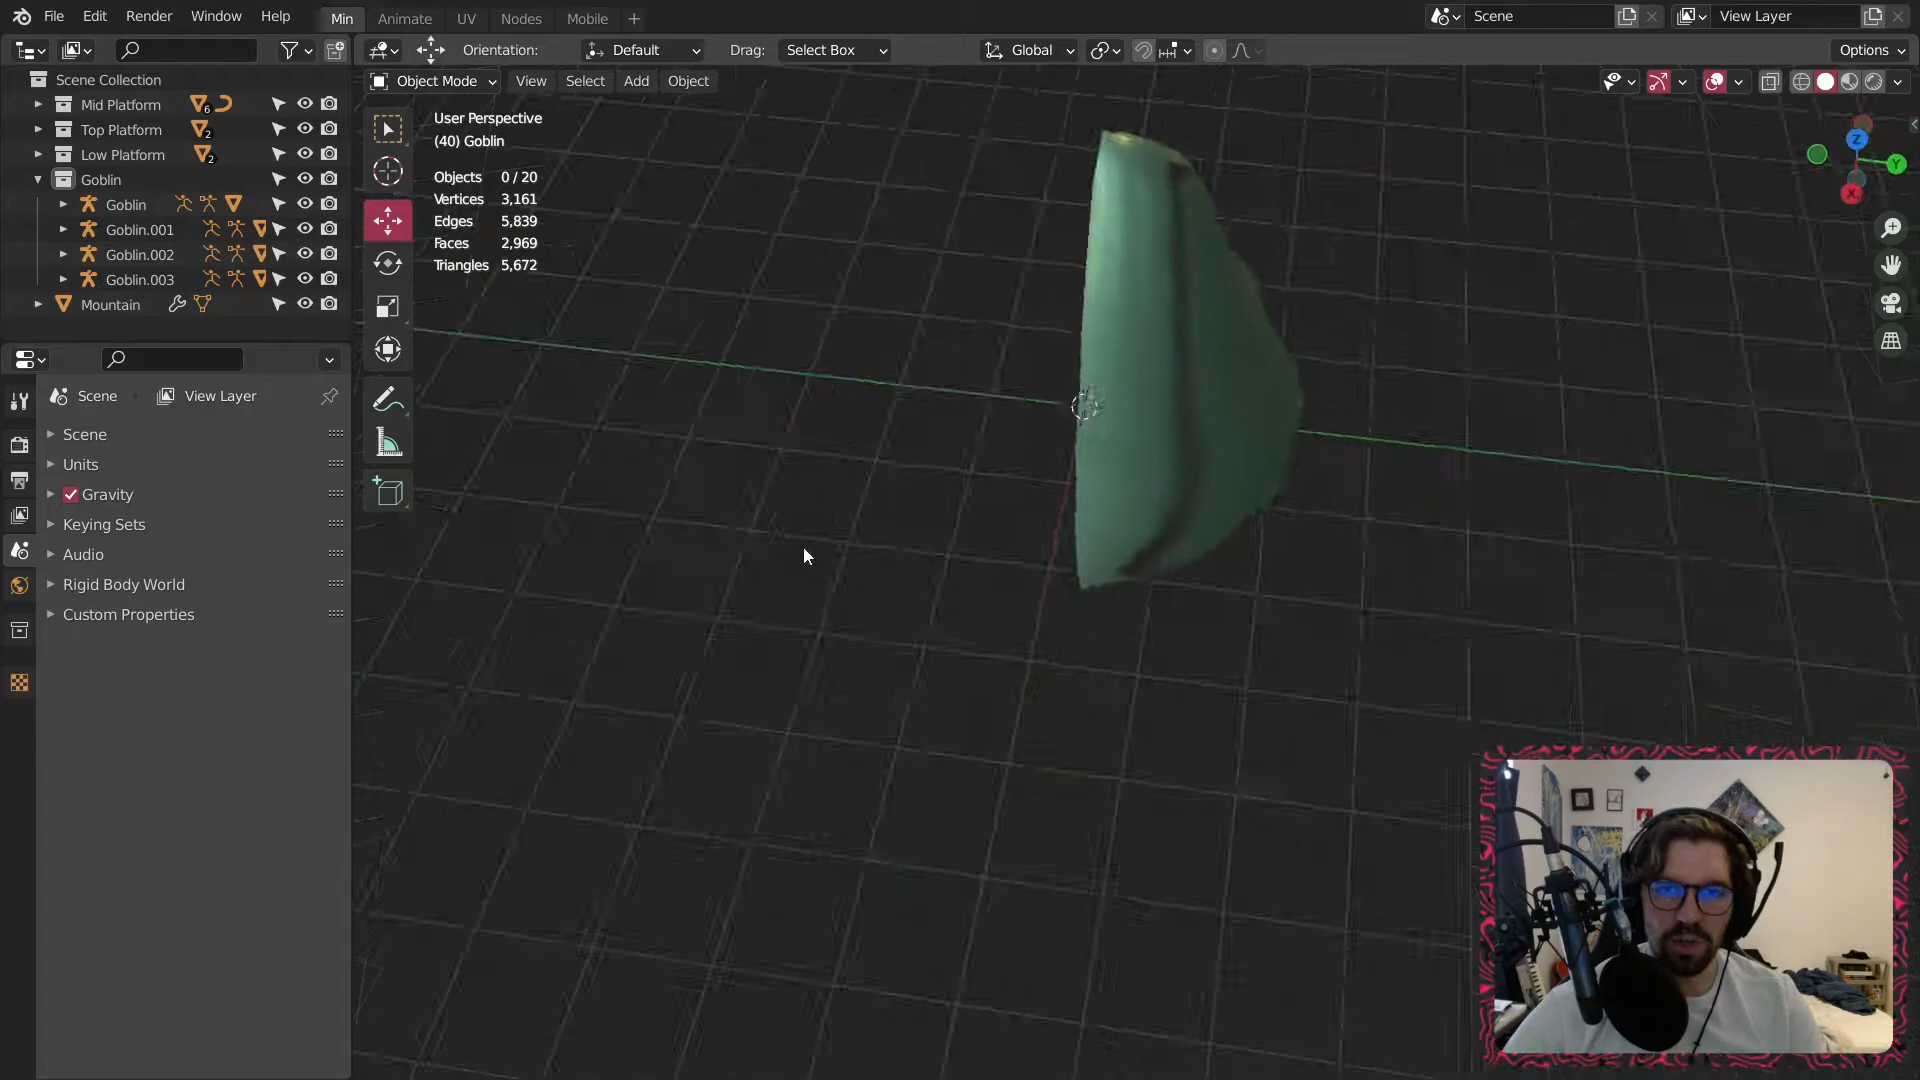 File Edit Render Window Help Min Animate UV Nodes Mobile + Scene View Layer
Orientation: Default Drag: Select Box Global Options
Object Mode View Select Add Object
Scene Collection
Mid Platform 6
Top Platform 2
Low Platform 2
Goblin
Goblin
Goblin.001
Goblin.002
Goblin.003
Mountain
Scene View Layer
Scene
Units
Gravity
Keying Sets
Audio
Rigid Body World
Custom Properties
User Perspective
(40) Goblin
Objects 0 / 20
Vertices 3,161
Edges 5,839
Faces 2,969
Triangles 5,672
Z
Y
X